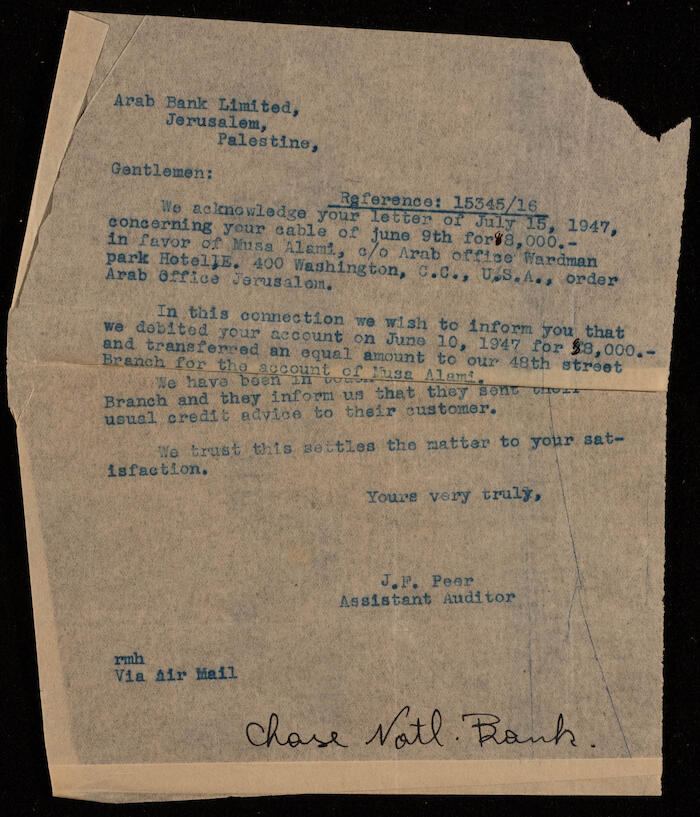 Arab Bank Limited,
Jerusalem,
Palestine,
Gentlemen:
Reference: 15345/16
We acknowledge your letter of July 15, 1947,
concerning your cable of june 9th for $8,000.-
in favor of Musa Alami, c/o Arab office Wardman
park Hotel,E. 400 Washington, C.C., U.S.A., order
Arab Office Jerusalem.
In this connection we wish to inform you that
we debited your account on June 10, 1947 for $8,000.-
and transferred an equal amount to our 48th street
Branch for the account of Musa Alami.
We have been in touch their
Branch and they inform us that they sent their
usual credit advice to their customer.
We trust this settles the matter to your sat-
isfaction.
Yours very truly,
J.F. Peer
Assistant Auditor
rmh
Via Air Mail
Chase Natl. Bank.